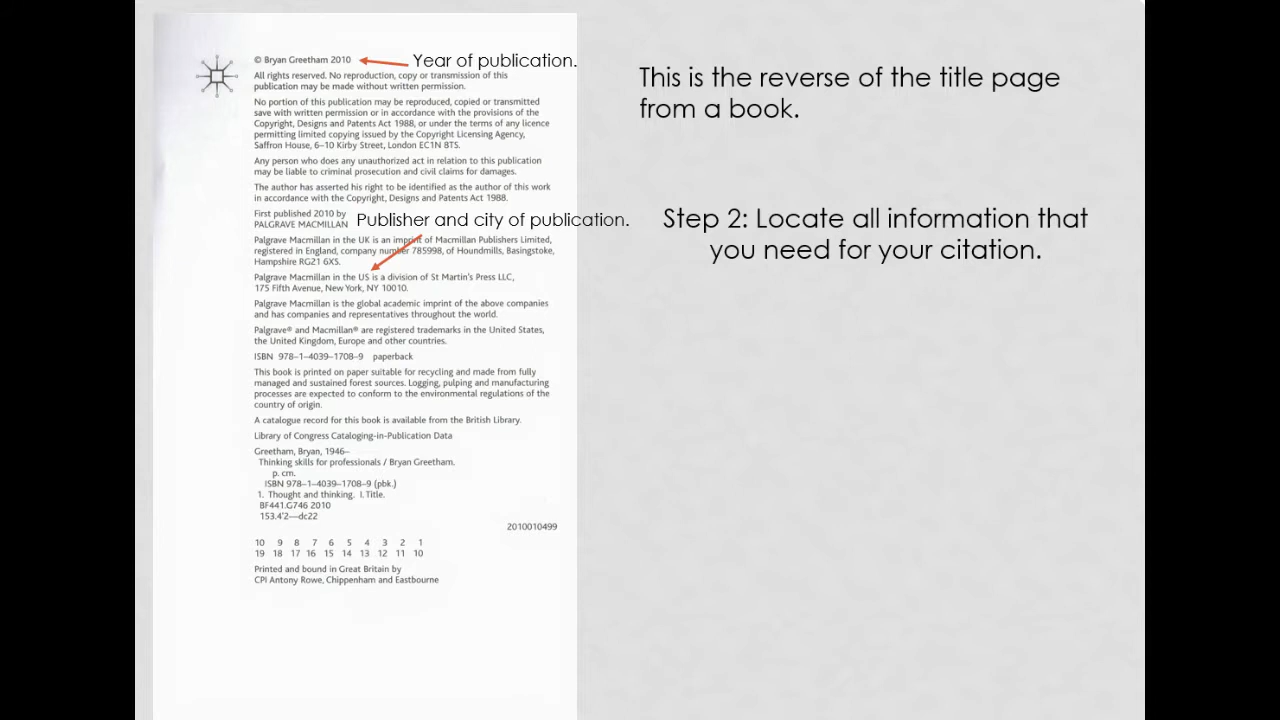 © Bryan Greetham 2010
Year of publication.
All rights reserved. No reproduction, copy or transmission of this
publication may be made without written permission.
No portion of this publication may be reproduced, copied or transmitted
save with written permission or in accordance with the provisions of the
Copyright, Designs and Patents Act 1988, or under the terms of any licence
permitting limited copying issued by the Copyright Licensing Agency,
Saffron House, 6–10 Kirby Street, London EC1N 8TS.
Any person who does any unauthorized act in relation to this publication
may be liable to criminal prosecution and civil claims for damages.
The author has asserted his right to be identified as the author of this work
in accordance with the Copyright, Designs and Patents Act 1988.
First published 2010 by
PALGRAVE MACMILLAN
Publisher and city of publication.
Palgrave Macmillan in the UK is an imprint of Macmillan Publishers Limited,
registered in England, company number 785998, of Houndmills, Basingstoke,
Hampshire RG21 6XS.
Palgrave Macmillan in the US is a division of St Martin's Press LLC,
175 Fifth Avenue, New York, NY 10010.
Palgrave Macmillan is the global academic imprint of the above companies
and has companies and representatives throughout the world.
Palgrave® and Macmillan® are registered trademarks in the United States,
the United Kingdom, Europe and other countries.
ISBN 978–1–4039–1708–9 paperback
This book is printed on paper suitable for recycling and made from fully
managed and sustained forest sources. Logging, pulping and manufacturing
processes are expected to conform to the environmental regulations of the
country of origin.
A catalogue record for this book is available from the British Library.
Library of Congress Cataloging-in-Publication Data
Greetham, Bryan, 1946–
Thinking skills for professionals / Bryan Greetham.
p. cm.
ISBN 978–1–4039–1708–9 (pbk.)
1. Thought and thinking. I. Title.
BF441.G746 2010
153.4'2—dc22
2010010499
10 9 8 7 6 5 4 3 2 1
19 18 17 16 15 14 13 12 11 10
Printed and bound in Great Britain by
CPI Antony Rowe, Chippenham and Eastbourne
This is the reverse of the title page
from a book.
Step 2: Locate all information that
you need for your citation.